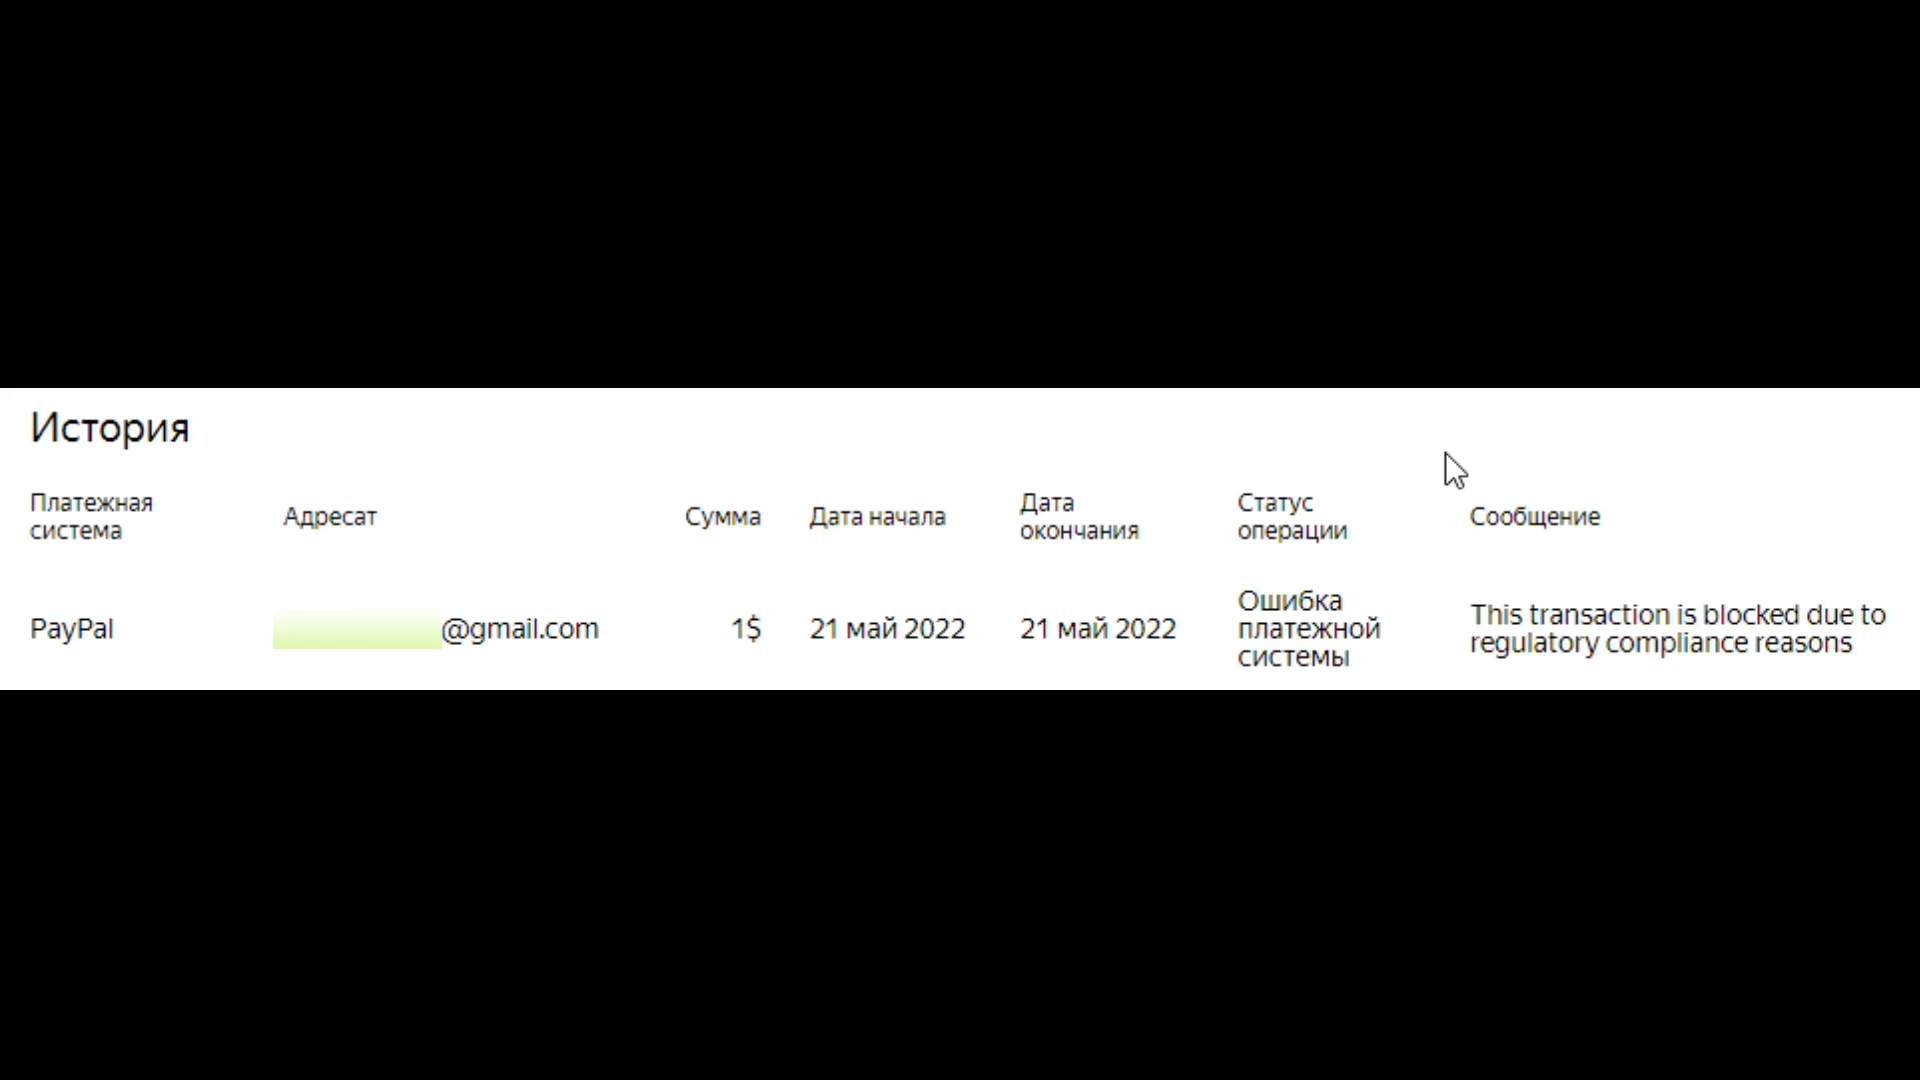 История
Платежная
система
Адресат
Сумма
Дата начала
Дата
окончания
Статус
операции
Сообщение
PayPal
@gmail.com
1$
21 май 2022
21 май 2022
Ошибка
платежной
системы
This transaction is blocked due to
regulatory compliance reasons